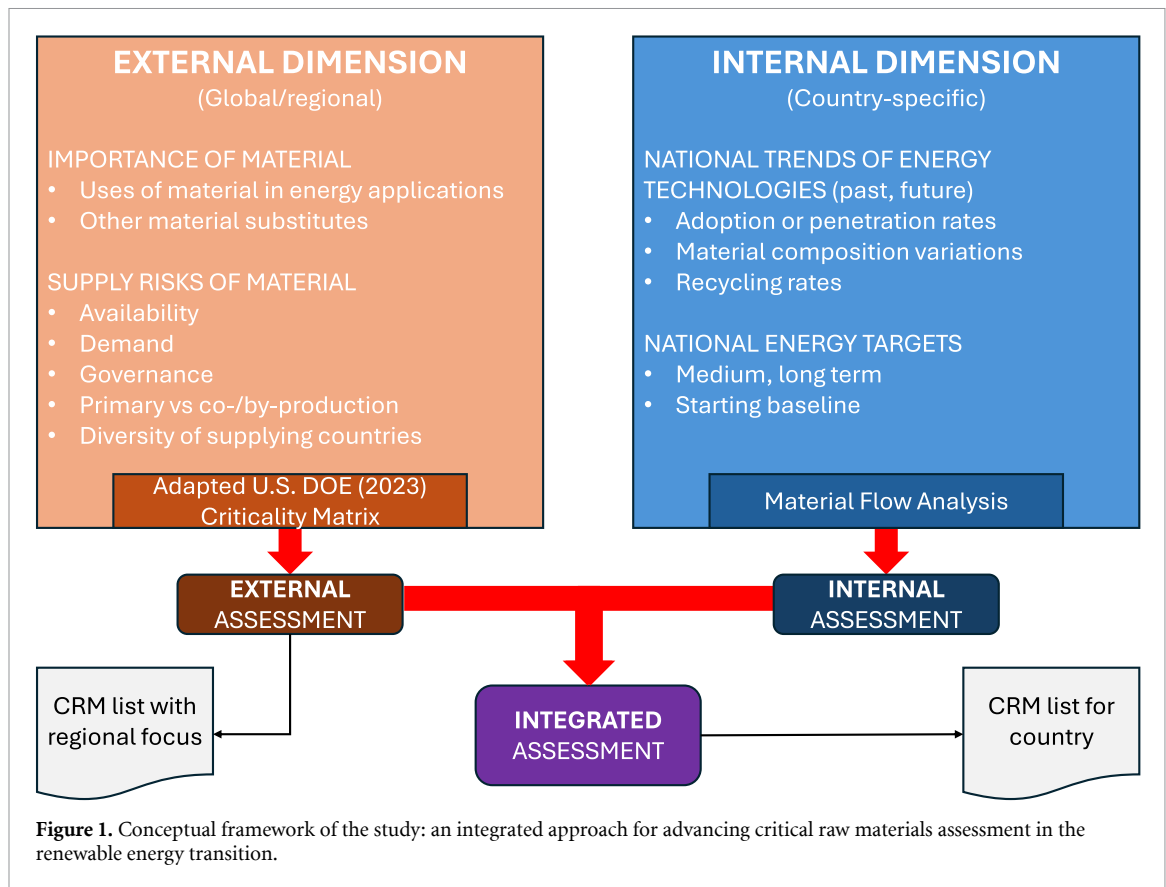 EXTERNAL DIMENSION
(Global/regional)
IMPORTANCE OF MATERIAL
• Uses of material in energy applications
• Other material substitutes
SUPPLY RISKS OF MATERIAL
• Availability
• Demand
• Governance
• Primary vs co-/by-production
• Diversity of supplying countries
Adapted U.S. DOE (2023)
Criticality Matrix
INTERNAL DIMENSION
(Country-specific)
NATIONAL TRENDS OF ENERGY
TECHNOLOGIES (past, future)
• Adoption or penetration rates
• Material composition variations
• Recycling rates
NATIONAL ENERGY TARGETS
• Medium, long term
• Starting baseline
Material Flow Analysis
EXTERNAL
ASSESSMENT
INTERNAL
ASSESSMENT
CRM list with
regional focus
INTEGRATED
ASSESSMENT
CRM list for
country
Figure 1. Conceptual framework of the study: an integrated approach for advancing critical raw materials assessment in the
renewable energy transition.